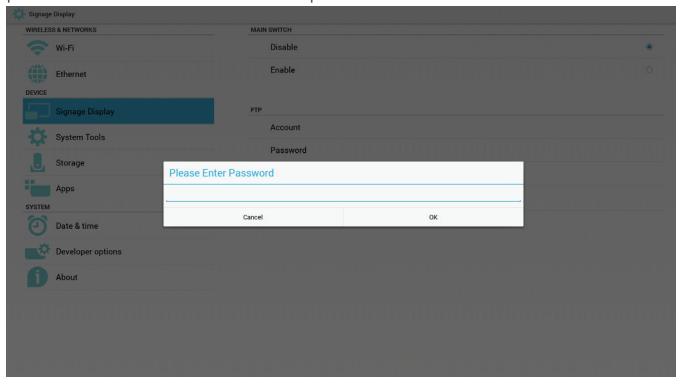 Signage Display
WIRELESS & NETWORKS
Wi-Fi
Ethernet
DEVICE
Signage Display
System Tools
Storage
Apps
SYSTEM
Date & time
Developer options
About
MAIN SWITCH
Disable
Enable
FTP
Account
Password
Please Enter Password
Cancel OK